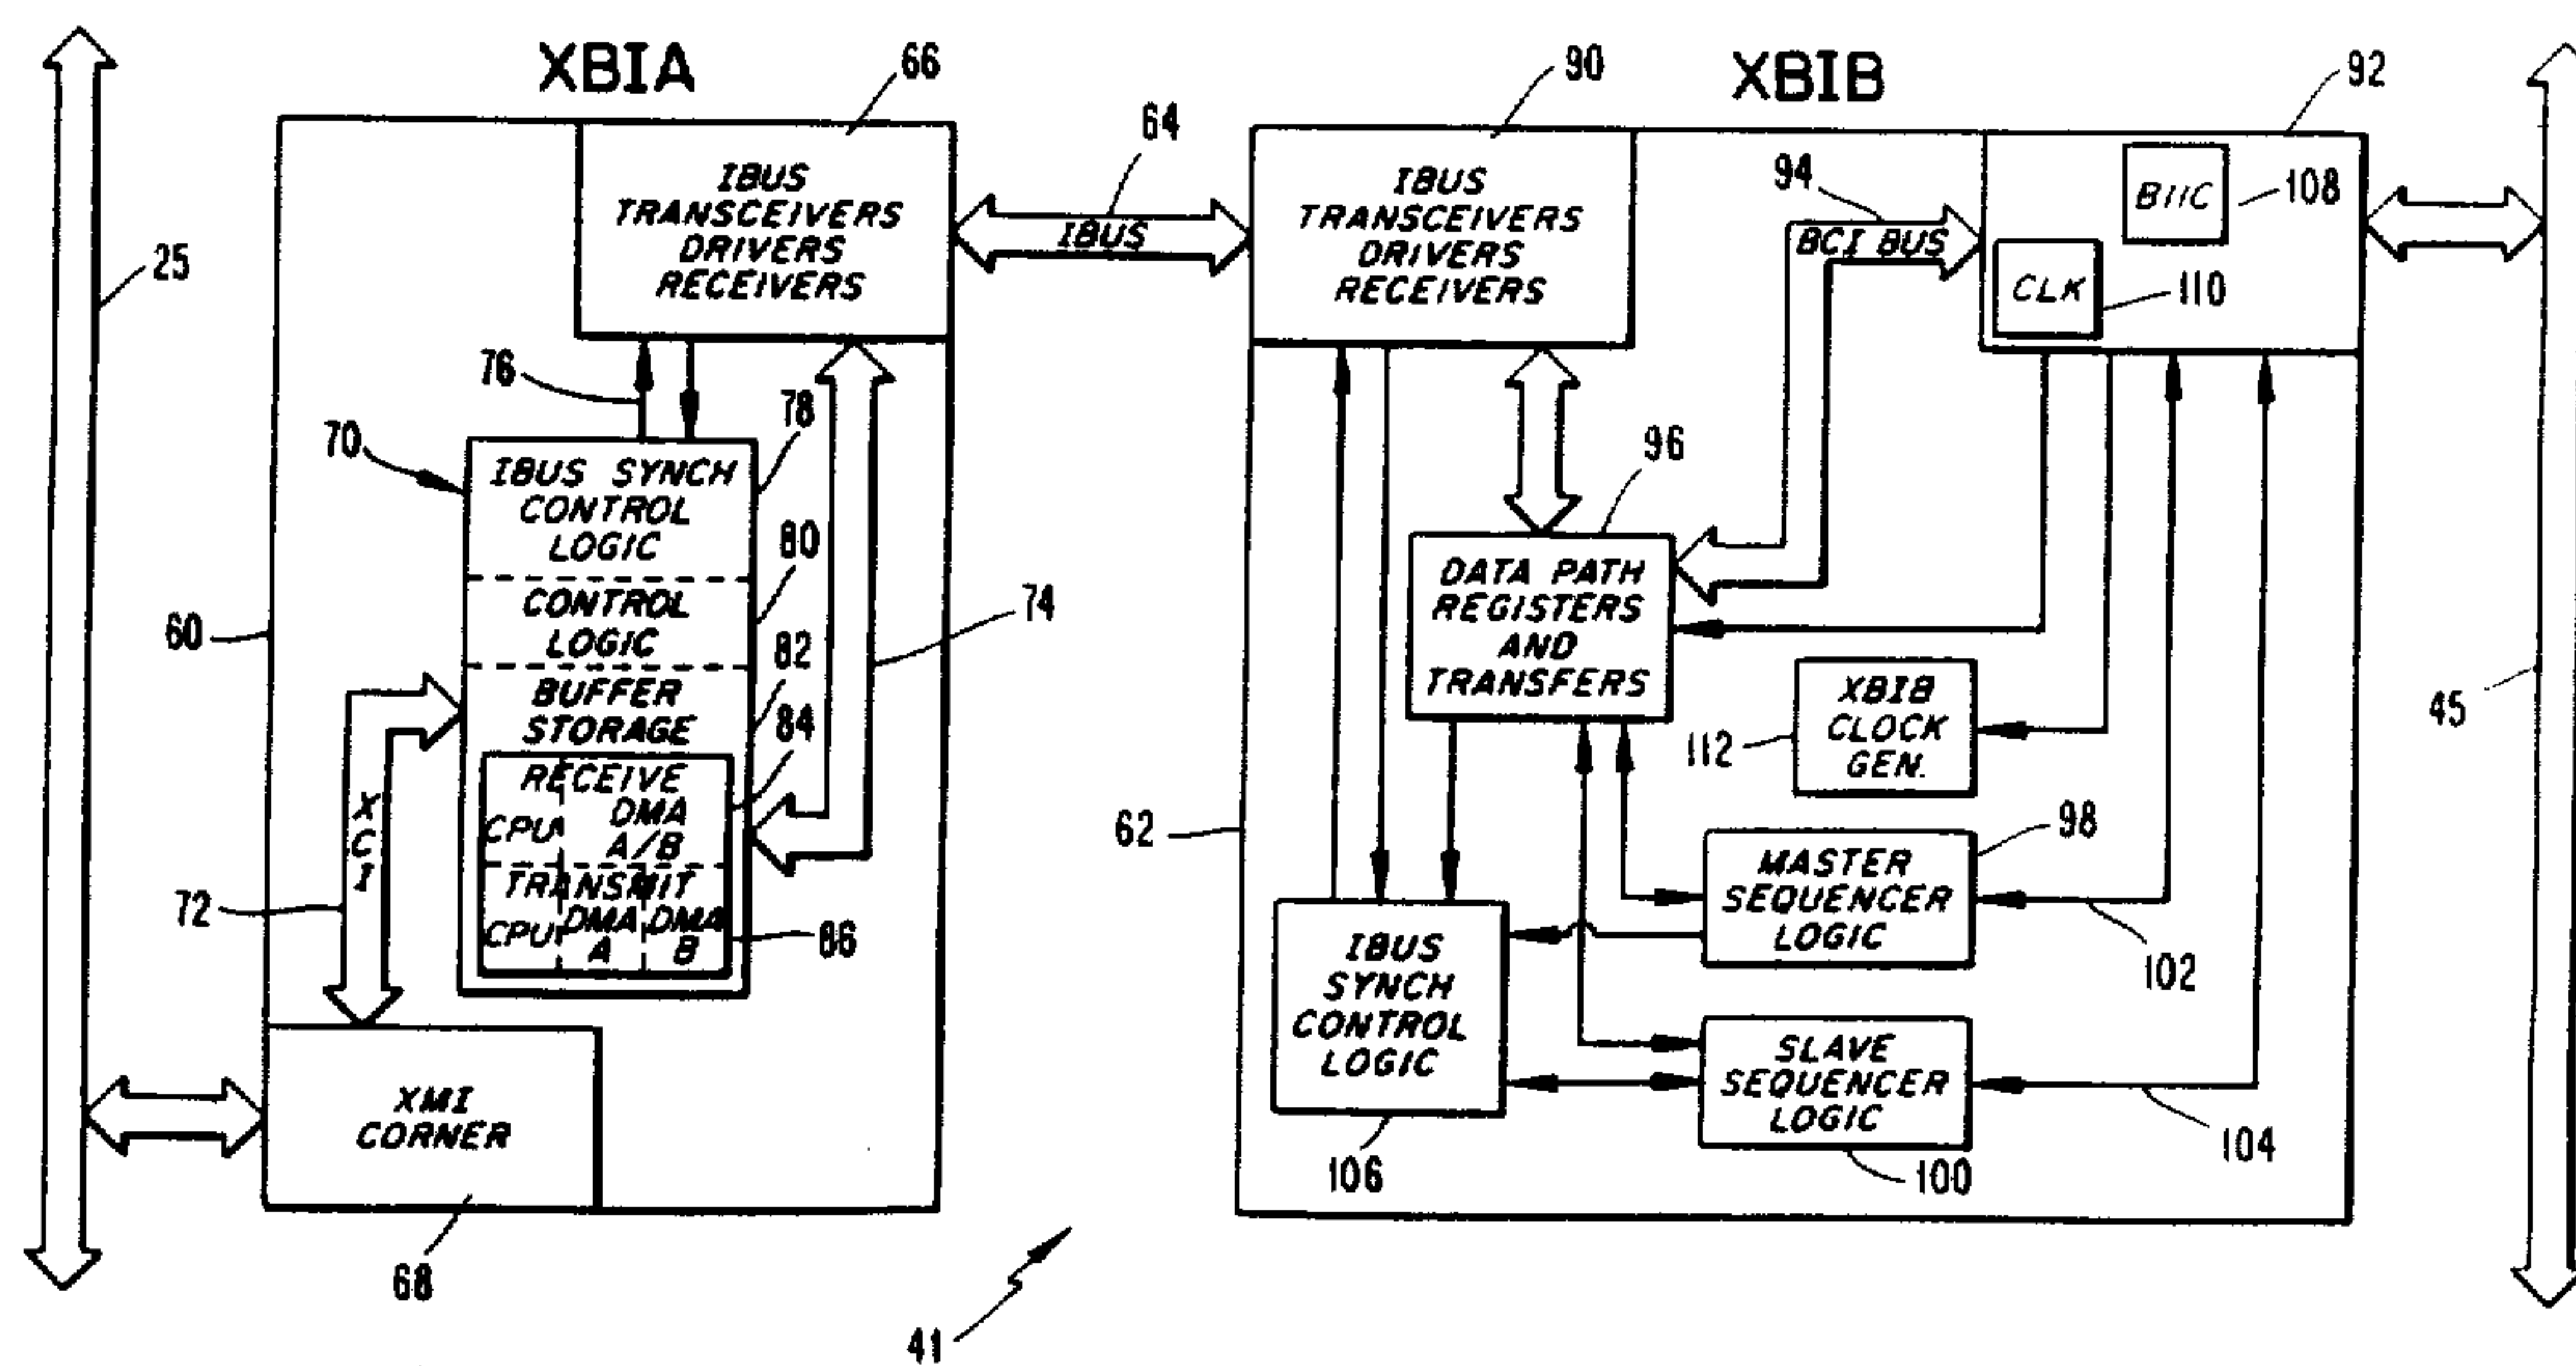 XBIA
66
XBIB
90
92
64
IBUS
TRANSCEIVERS
DRIVERS
RECEIVERS
IBUS
IBUS
TRANSCEIVERS
DRIVERS
RECEIVERS
94
BCI BUS
BIIC
108
CLK
110
25
76
78
70
IBUS SYNCH
CONTROL
LOGIC
80
CONTROL
LOGIC
82
BUFFER
STORAGE
84
74
60
RECEIVE
CPU
DMA
A/B
TRANSMIT
CPU
DMA
A
DMA
B
86
XCI
72
XMI
CORNER
68
96
DATA PATH
REGISTERS
AND
TRANSFERS
XBIB
CLOCK
GEN.
112
45
62
98
MASTER
SEQUENCER
LOGIC
102
IBUS
SYNCH
CONTROL
LOGIC
106
SLAVE
SEQUENCER
LOGIC
100
104
41